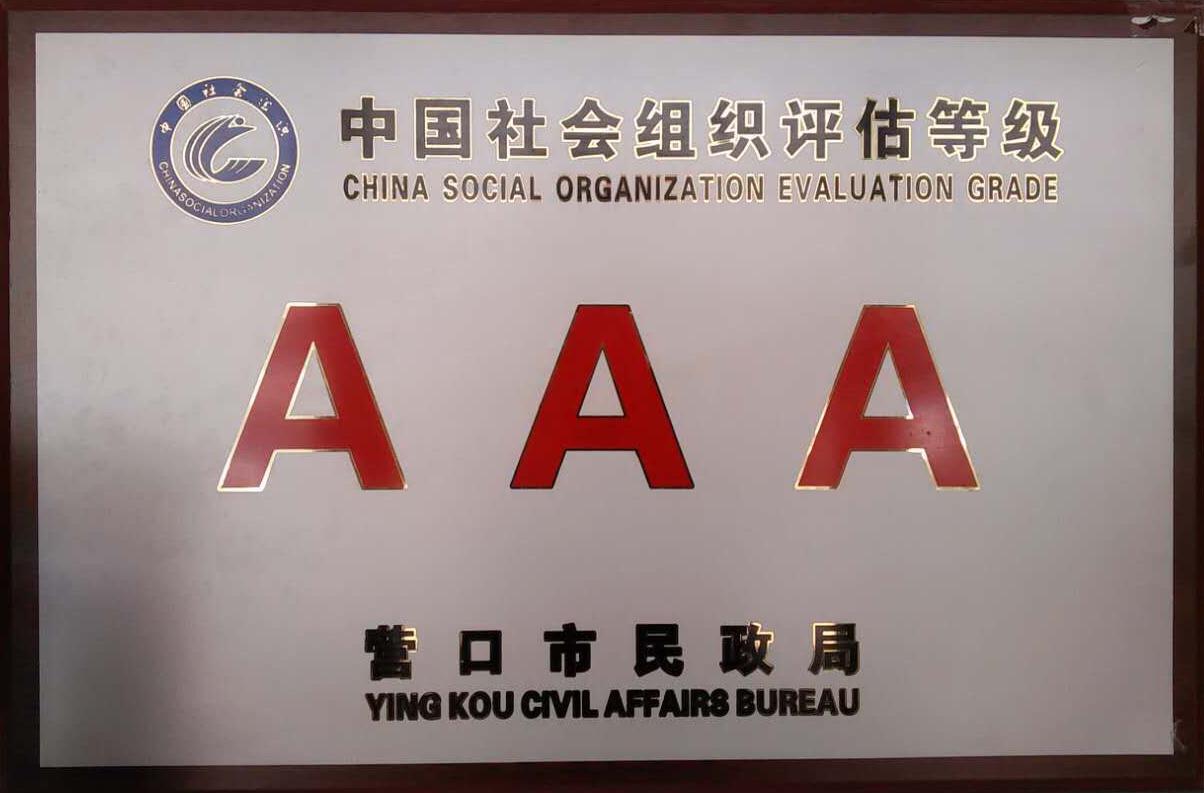 中国社会组织
CHINASOCIALORGANIZATION
中国社会组织评估等级
CHINA SOCIAL ORGANIZATION EVALUATION GRADE
A A A
营口市民政局
YING KOU CIVIL AFFAIRS BUREAU